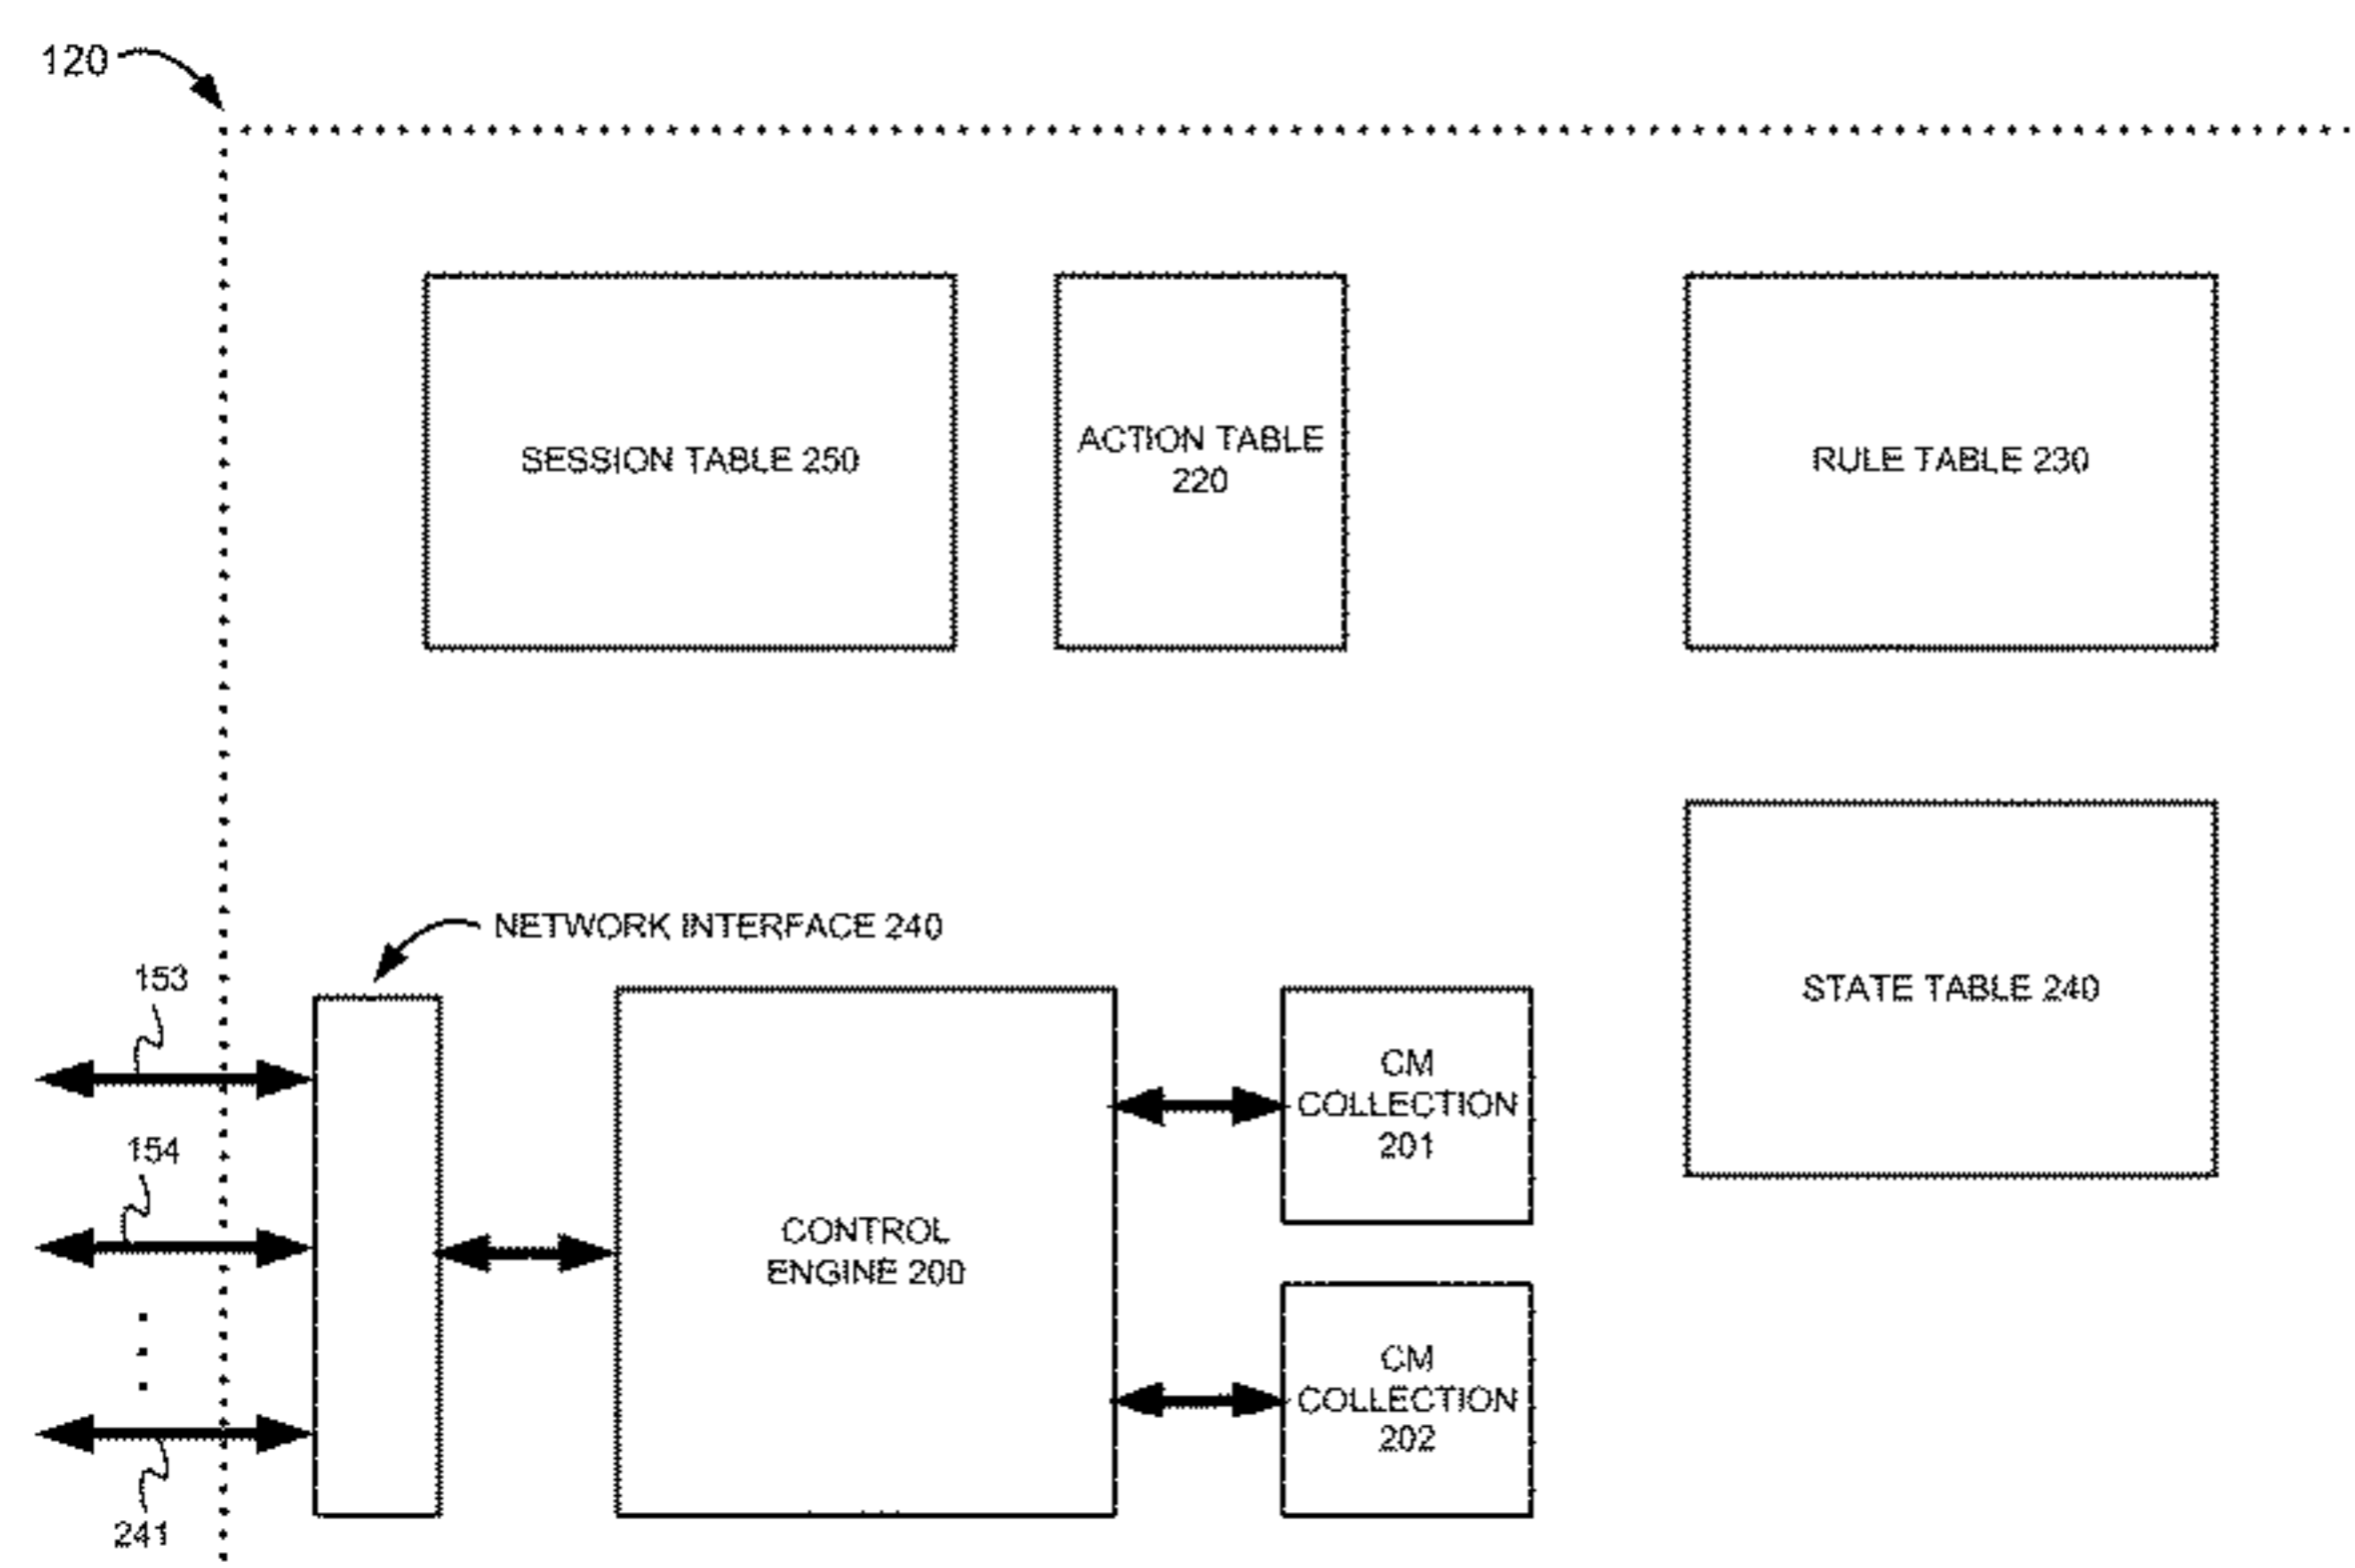 120
SESSION TABLE 250
ACTION TABLE
220
RULE TABLE 230
NETWORK INTERFACE 240
STATE TABLE 240
153
154
241
CONTROL
ENGINE 200
CM
COLLECTION
201
CM
COLLECTION
202